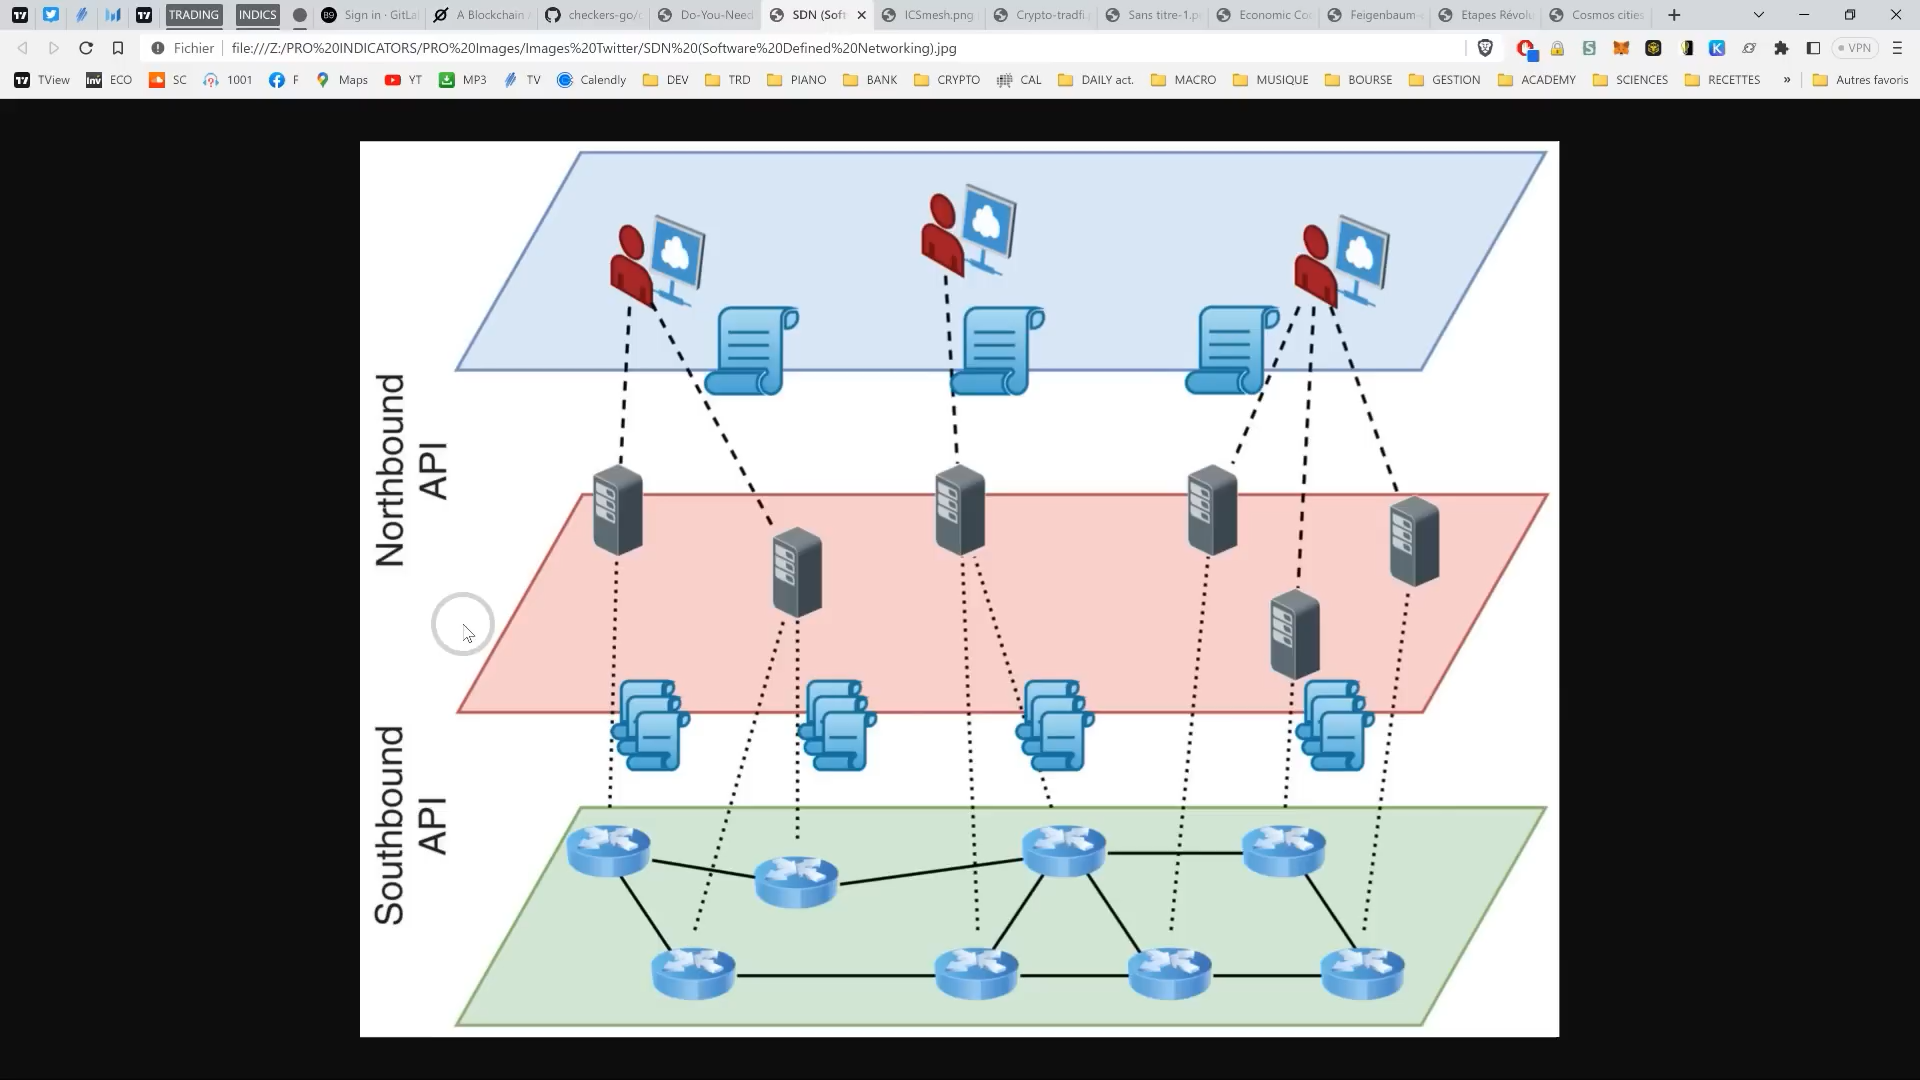 TRADING
INDICS
Sign in · GitLa
A Blockchain
checkers-go/c
Do-You-Need
SDN (Soft
ICSmesh.png
Crypto-tradfi.
Sans titre-1.p
Economic Co
Feigenbaum-
Etapes Révolu
Cosmos cities
Fichier
file:///Z:/PRO%20INDICATORS/PRO%20Images/Images%20Twitter/SDN%20(Software%20Defined%20Networking).jpg
VPN
TView
inv ECO
SC
1001
F
Maps
YT
MP3
TV
Calendly
DEV
TRD
PIANO
BANK
CRYPTO
CAL
DAILY act.
MACRO
MUSIQUE
BOURSE
GESTION
ACADEMY
SCIENCES
RECETTES
»
Autres favoris
Northbound
API
Southbound
API